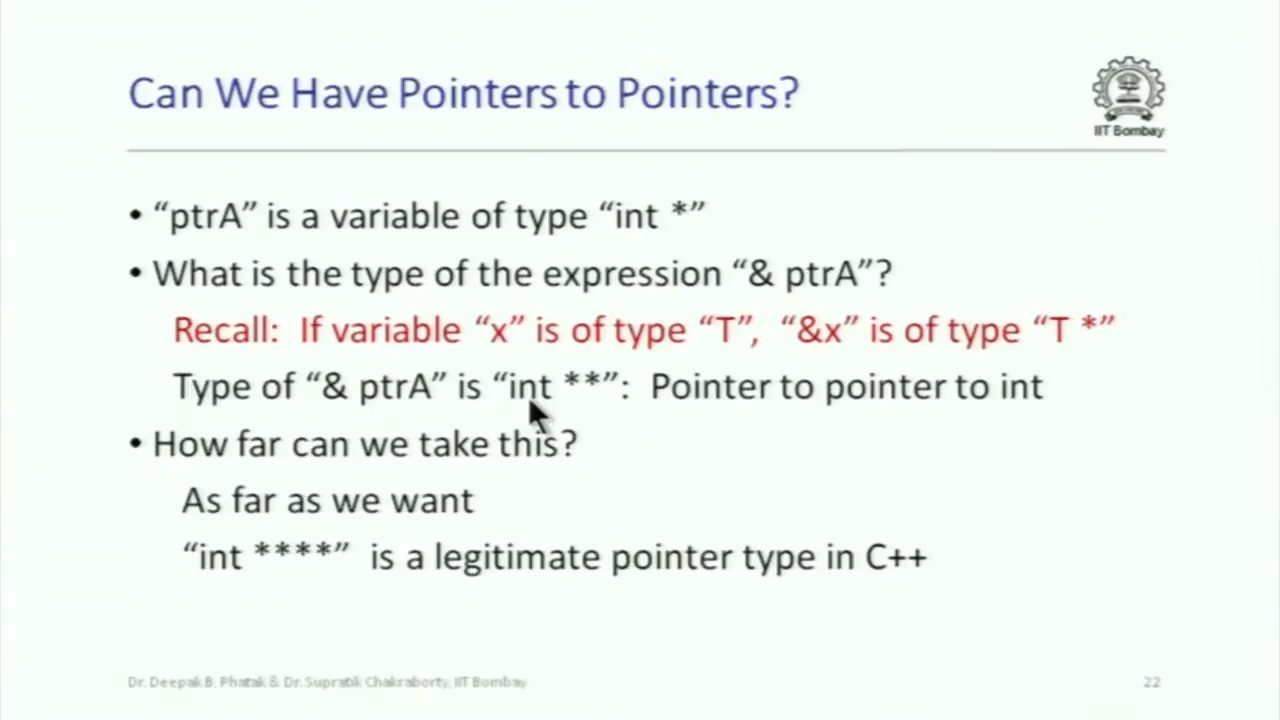 Can We Have Pointers to Pointers?
IIT Bombay
• “ptrA” is a variable of type “int *”
• What is the type of the expression “& ptrA”?
Recall:  If variable “x” is of type “T”,  “&x” is of type “T *”
Type of “& ptrA” is “int **”:  Pointer to pointer to int
• How far can we take this?
As far as we want
“int ****”  is a legitimate pointer type in C++
Dr. Deepak B. Phatak & Dr. Supratik Chakraborty, IIT Bombay
22